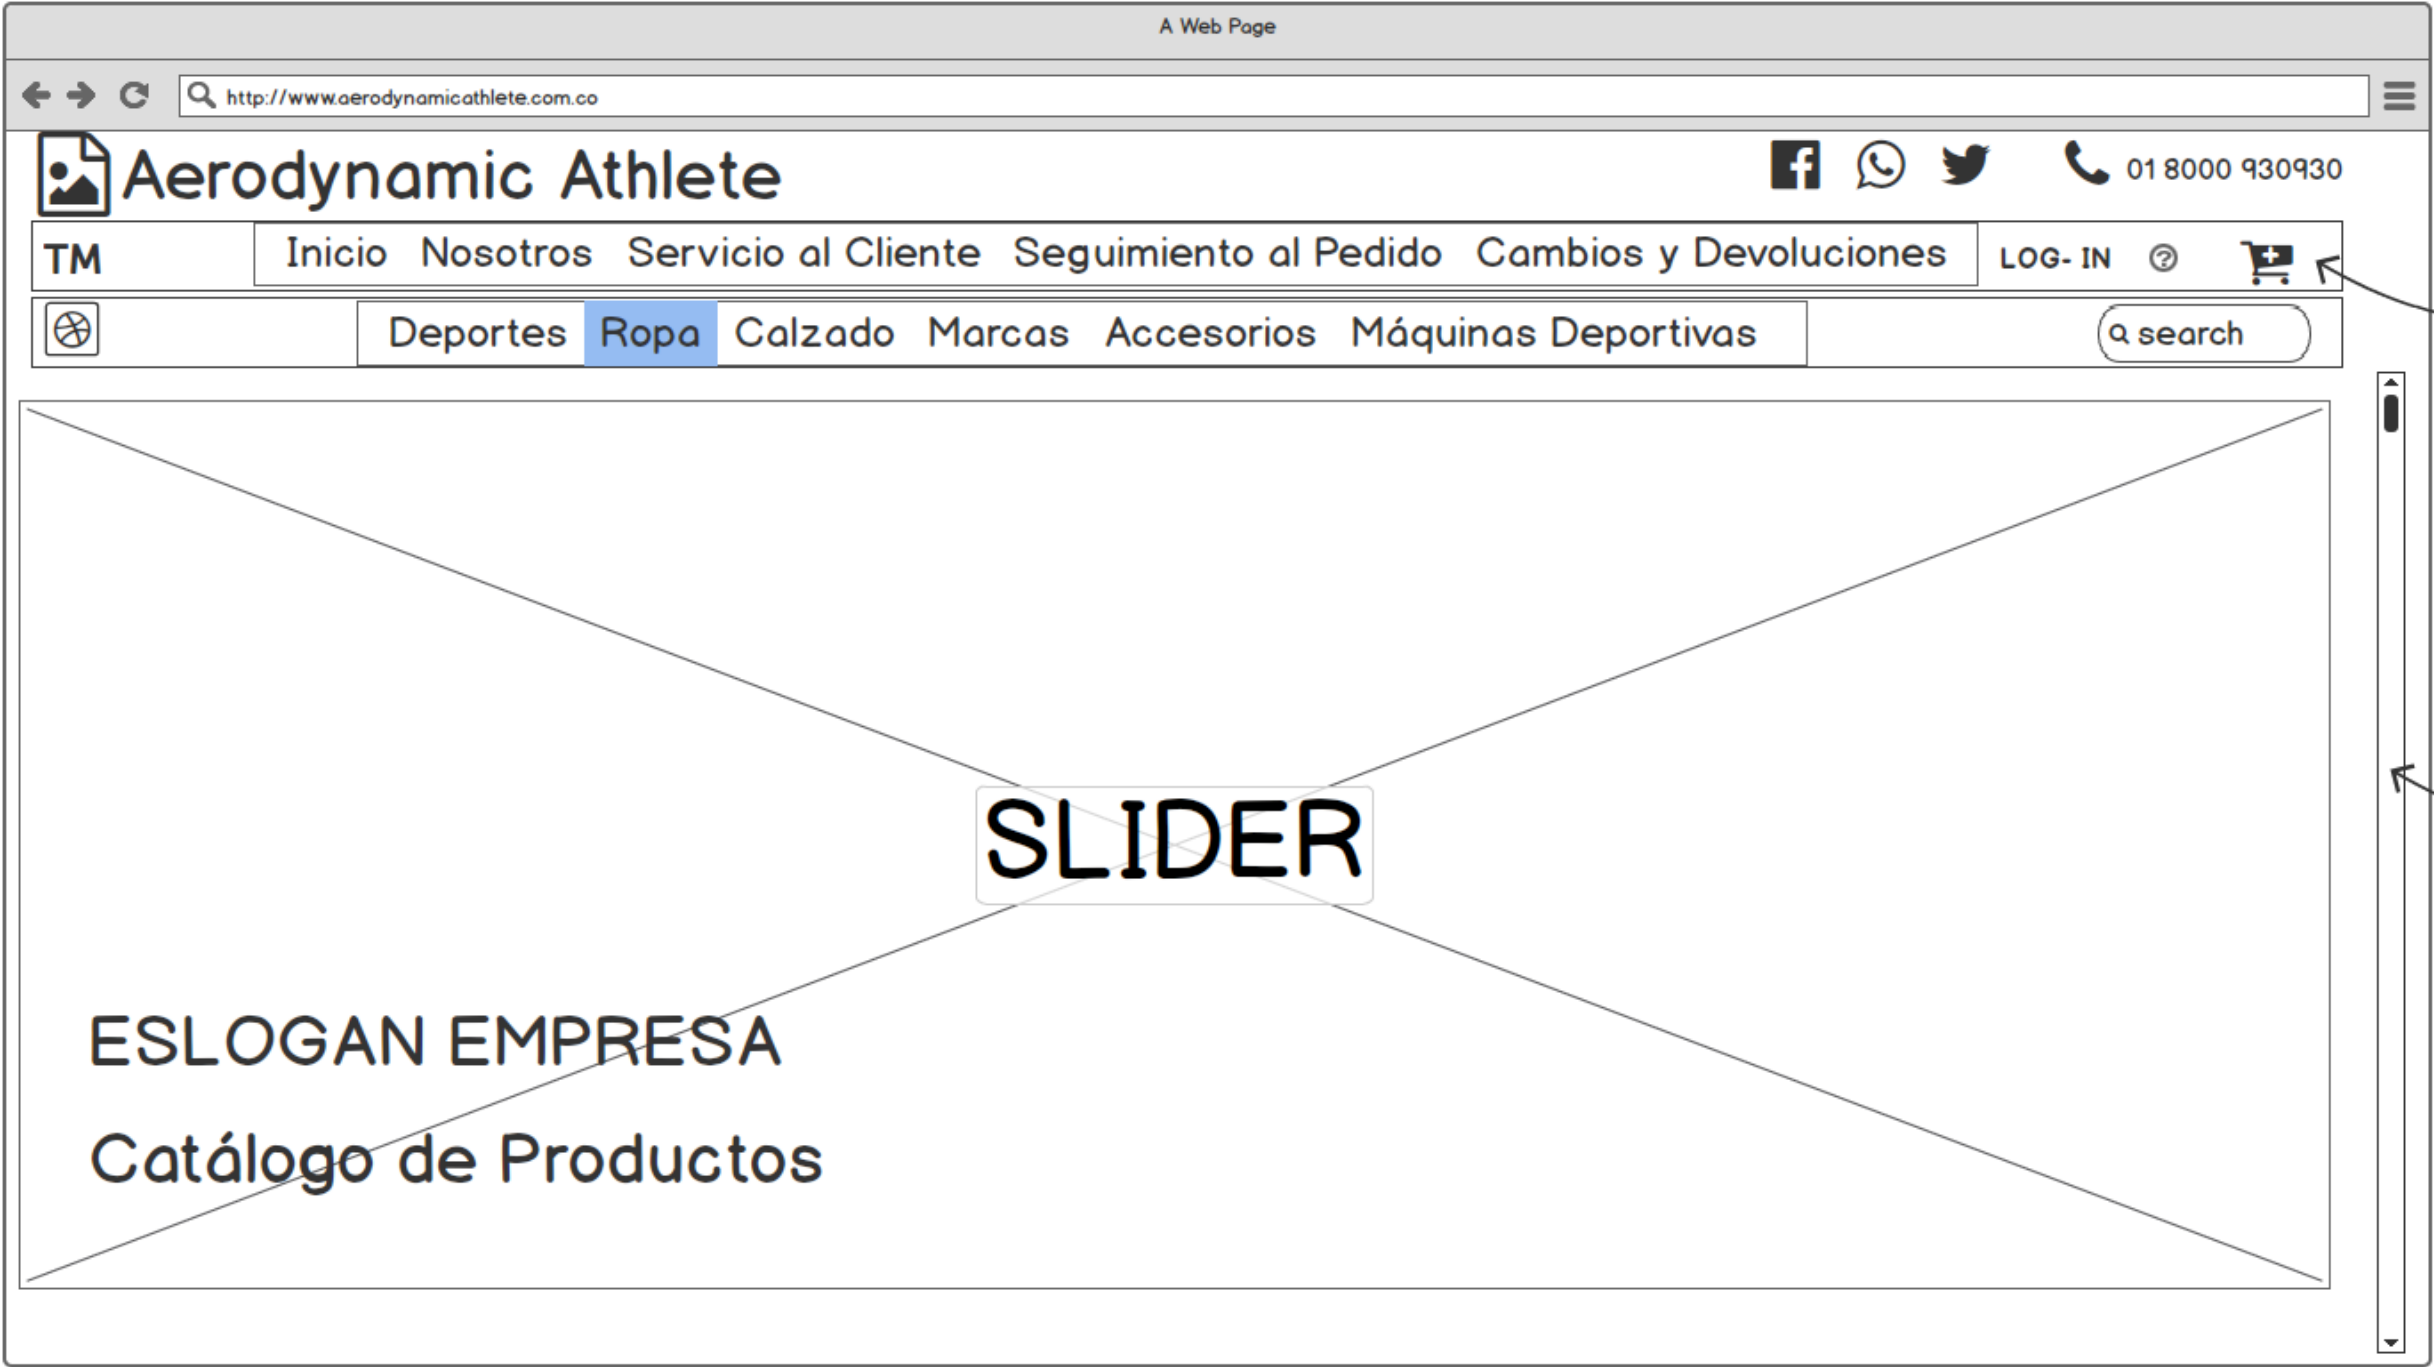 A Web Page
http://www.aerodynamicathlete.com.co
Aerodynamic Athlete
01 8000 930930
TM Inicio Nosotros Servicio al Cliente Seguimiento al Pedido Cambios y Devoluciones LOG- IN ?
Deportes Ropa Calzado Marcas Accesorios Máquinas Deportivas search
SLIDER
ESLOGAN EMPRESA
Catálogo de Productos